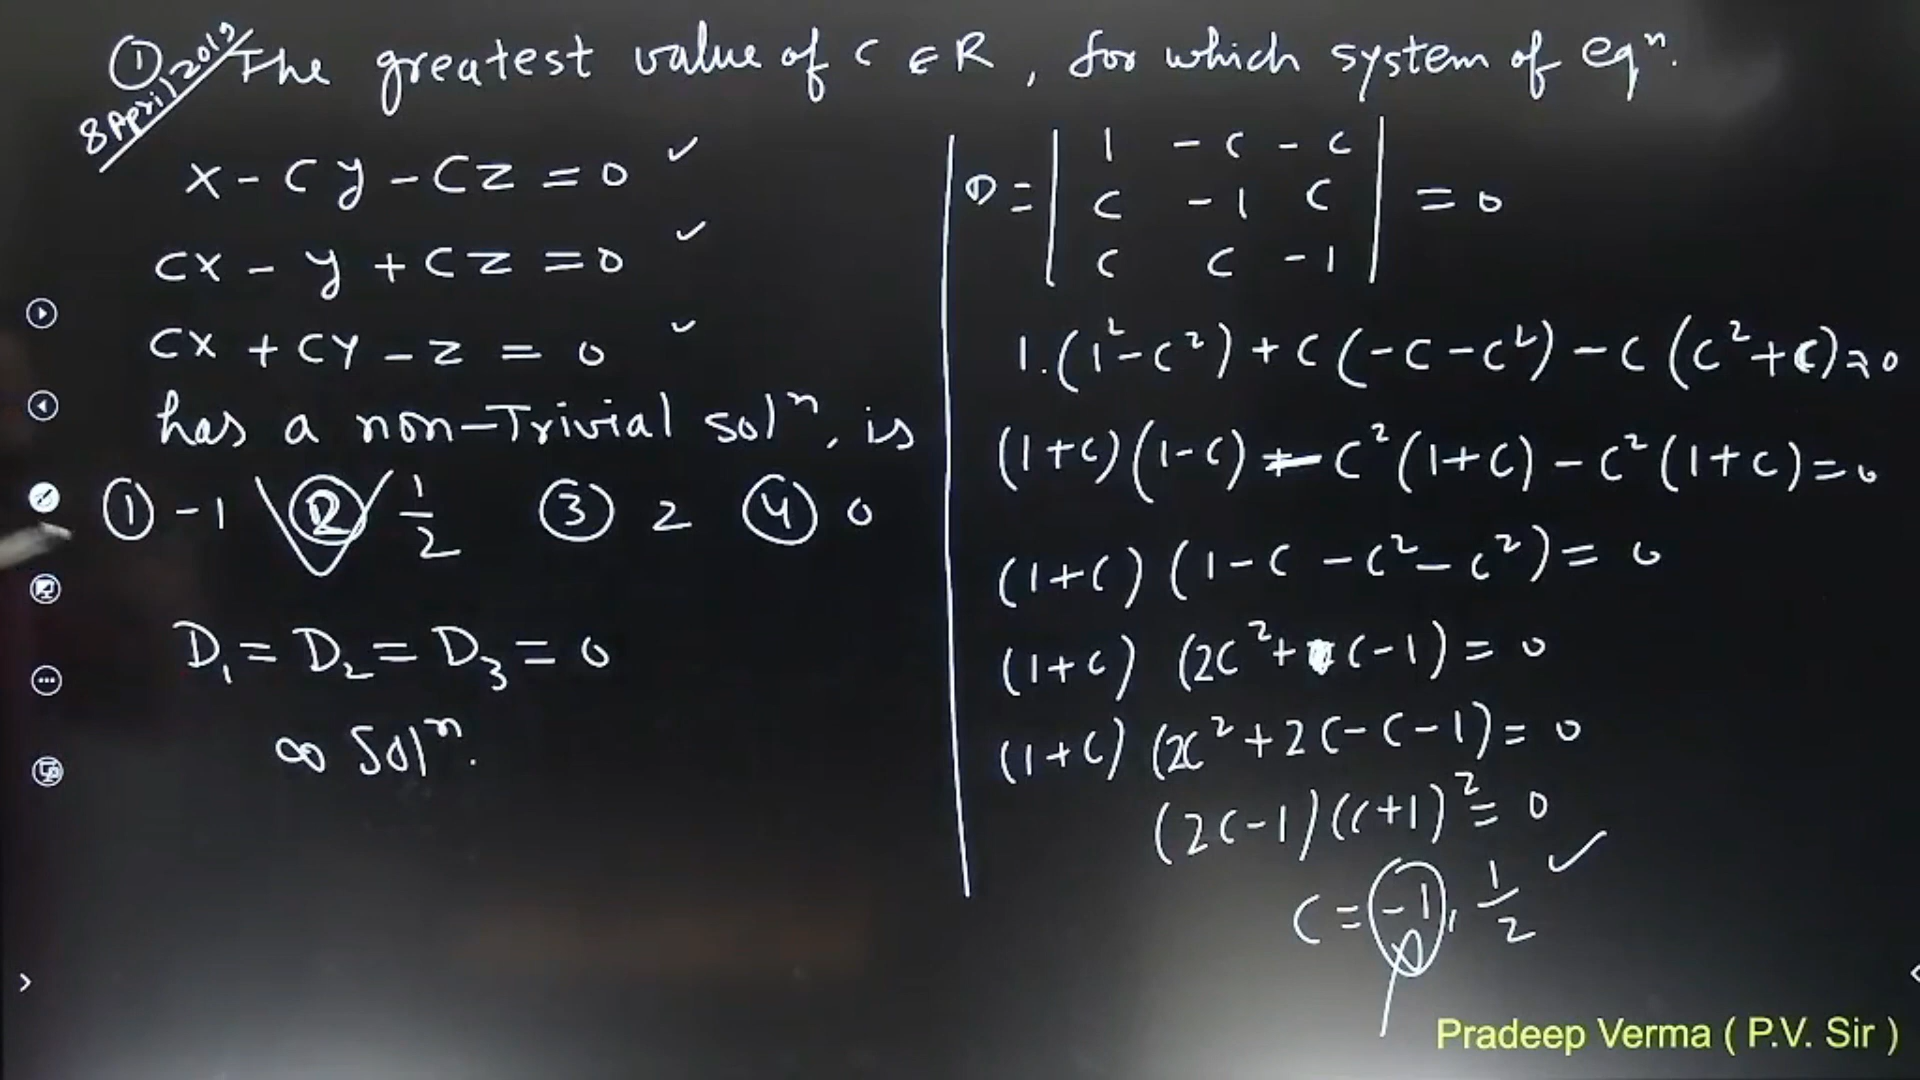 ① The greatest value of C ∈ R, for which system of eqⁿ.
8 April 2019
x - cy - cz = 0 ✓
cx - y + cz = 0 ✓
cx + cy - z = 0 ✓
has a non-Trivial solⁿ, is
① -1 ② 1/2 ③ 2 ④ 0
D₁ = D₂ = D₃ = 0
∞ Solⁿ.
D = | 1 -c -c |
| c -1 c | = 0
| c c -1 |
1.(1²-c²) + c(-c-c²) - c(c²+c) = 0
(1+c)(1-c) - c²(1+c) - c²(1+c) = 0
(1+c) (1-c-c²-c²) = 0
(1+c) (2c²+c-1) = 0
(1+c) (2c²+2c-c-1) = 0
(2c-1)(c+1)² = 0
c = -1, 1/2 ✓
Pradeep Verma ( P.V. Sir )